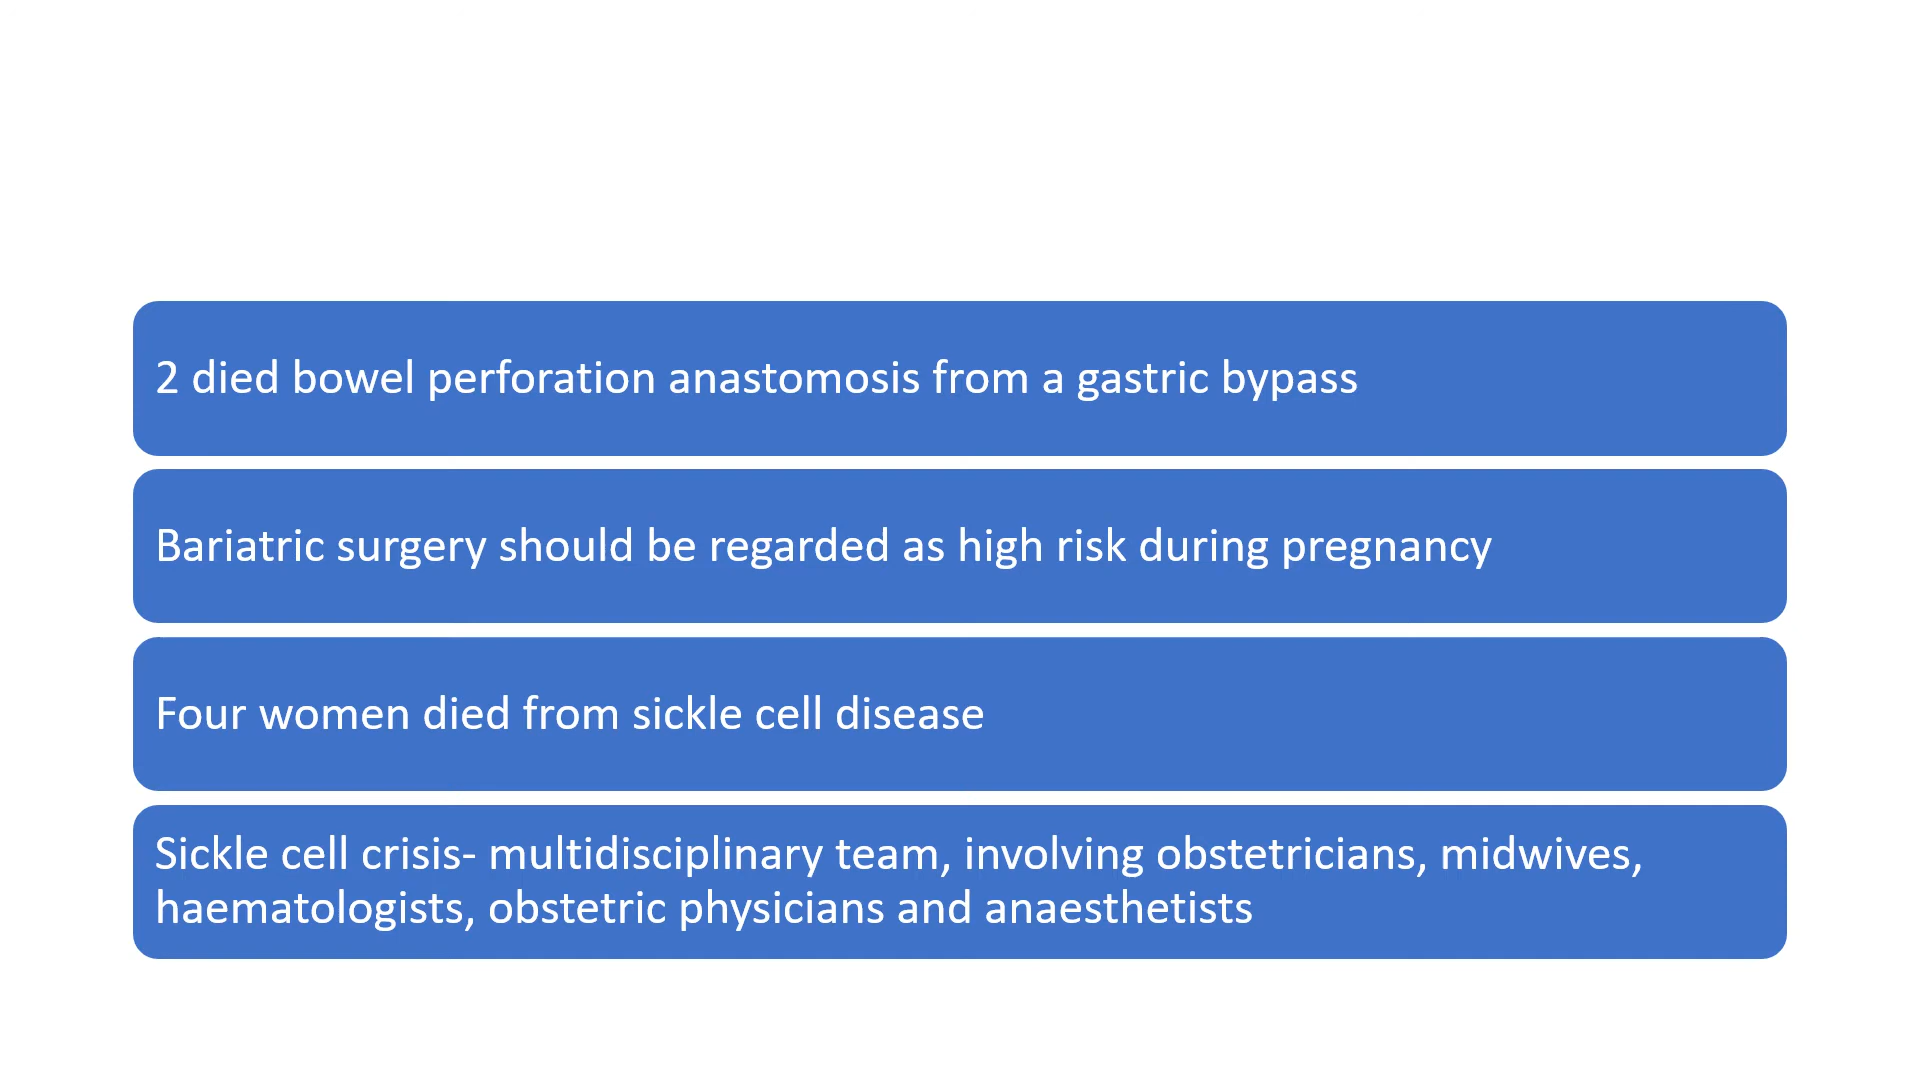 2 died bowel perforation anastomosis from a gastric bypass
Bariatric surgery should be regarded as high risk during pregnancy
Four women died from sickle cell disease
Sickle cell crisis- multidisciplinary team, involving obstetricians, midwives,
haematologists, obstetric physicians and anaesthetists